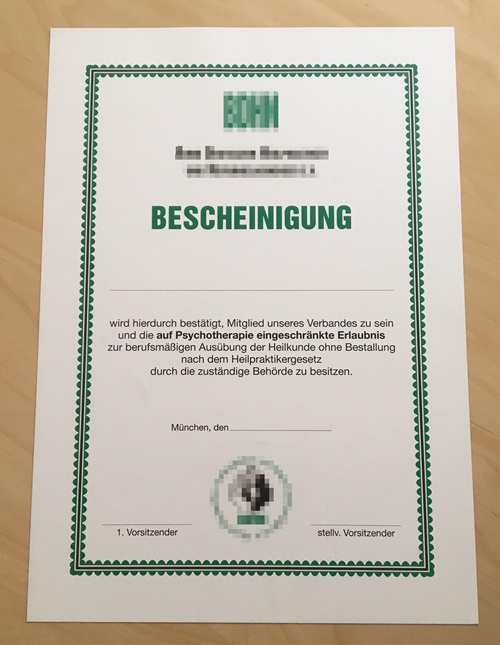 BESCHEINIGUNG
wird hierdurch bestätigt, Mitglied unseres Verbandes zu sein
und die auf Psychotherapie eingeschränkte Erlaubnis
zur berufsmäßigen Ausübung der Heilkunde ohne Bestallung
nach dem Heilpraktikergesetz
durch die zuständige Behörde zu besitzen.
München, den
1. Vorsitzender
stellv. Vorsitzender